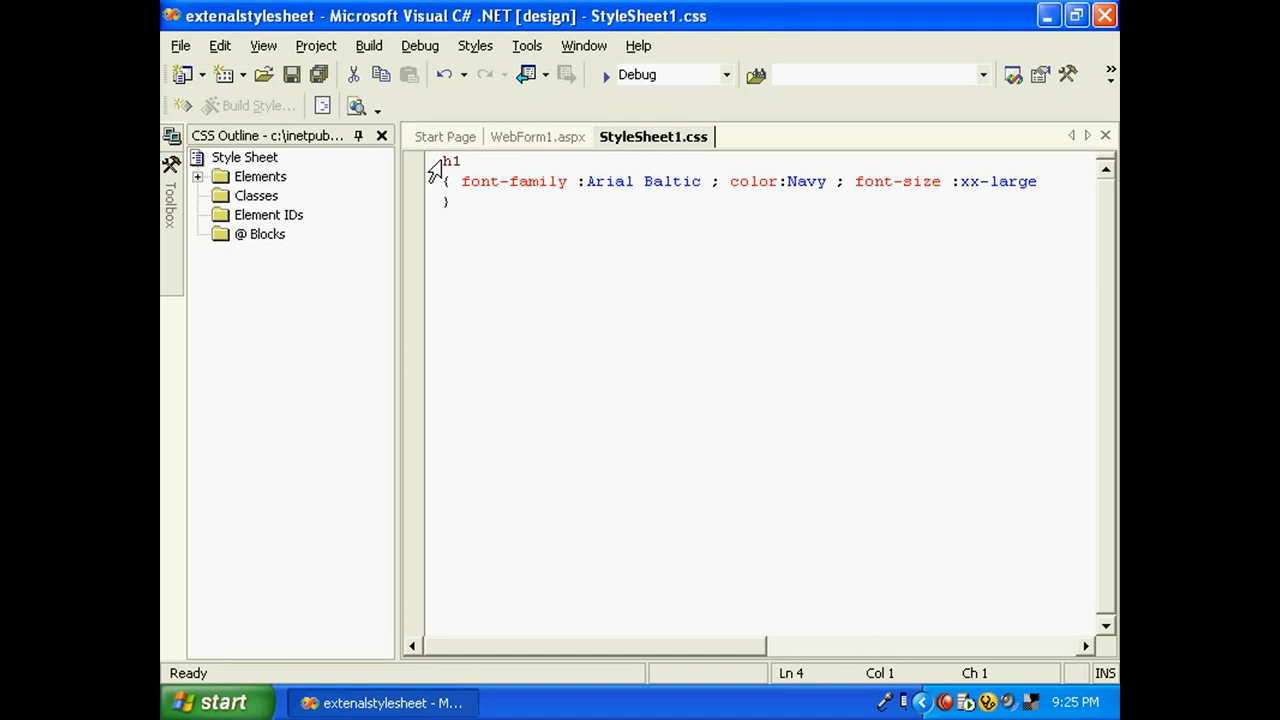 extenalstylesheet - Microsoft Visual C# .NET [design] - StyleSheet1.css
File Edit View Project Build Debug Styles Tools Window Help
Debug
Build Style...
CSS Outline - c:\inetpub...
Start Page WebForm1.aspx StyleSheet1.css
Toolbox
Style Sheet
Elements
Classes
Element IDs
@ Blocks
h1
{ font-family :Arial Baltic ; color:Navy ; font-size :xx-large
}
Ready Ln 4 Col 1 Ch 1 INS
start extenalstylesheet - M... 9:25 PM